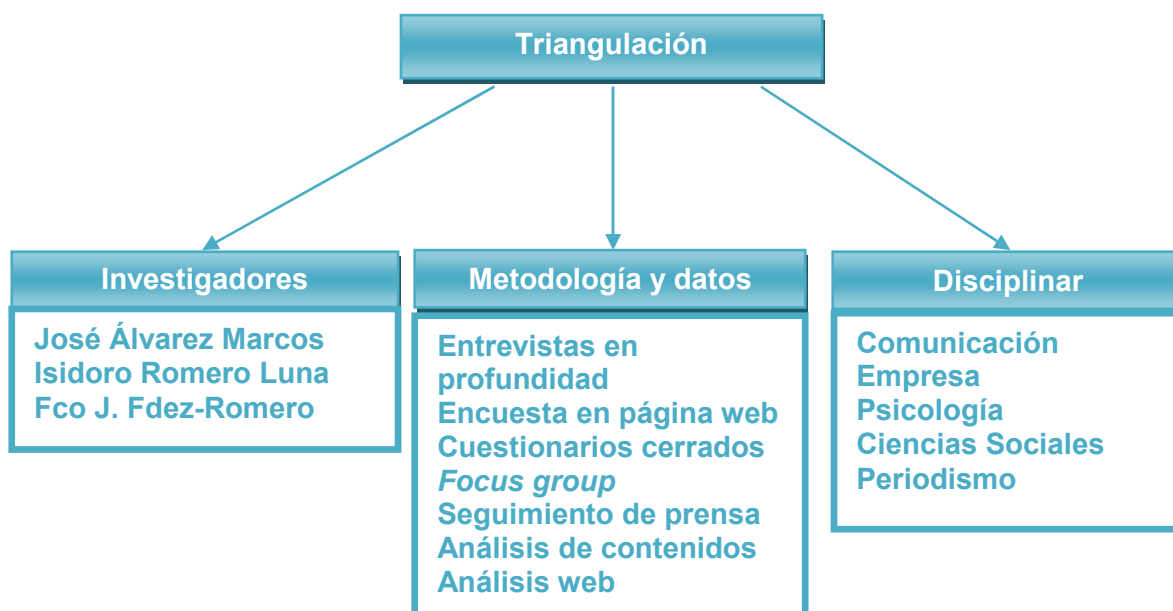 Triangulación
Investigadores
José Álvarez Marcos
Isidoro Romero Luna
Fco J. Fdez-Romero
Metodología y datos
Entrevistas en
profundidad
Encuesta en página web
Cuestionarios cerrados
Focus group
Seguimiento de prensa
Análisis de contenidos
Análisis web
Disciplinar
Comunicación
Empresa
Psicología
Ciencias Sociales
Periodismo